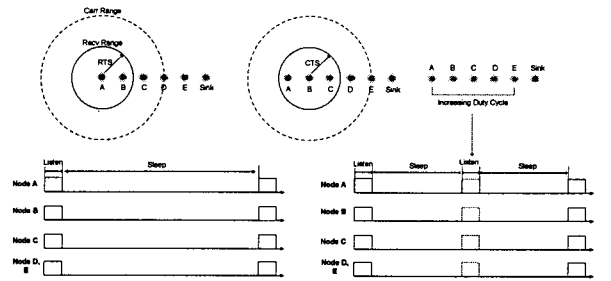 Carr Range
Recv Range
RTS
A B C D E Sink
CTS
A B C D E Sink
A B C D E Sink
Increasing Duty Cycle
Listen Sleep
Node A
Node B
Node C
Node D, E
Listen Sleep Listen Sleep
Node A
Node B
Node C
Node D, E